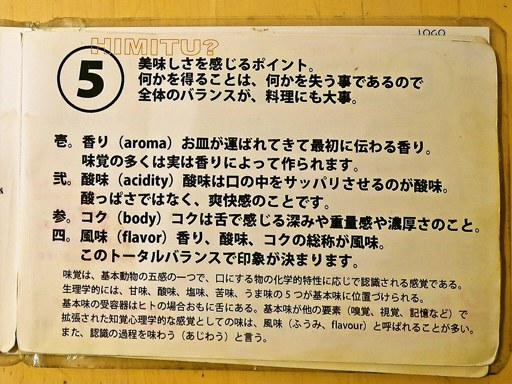 LOGO
HIMITU?
5
美味しさを感じるポイント。
何かを得ることは、何かを失う事であるので
全体のバランスが、料理にも大事。
壱。香り（aroma）お皿が運ばれてきて最初に伝わる香り。
味覚の多くは実は香りによって作られます。
弐。酸味（acidity）酸味は口の中をサッパリさせるのが酸味。
酸っぱさではなく、爽快感のことです。
参。コク（body）コクは舌で感じる深みや重量感や濃厚さのこと。
四。風味（flavor）香り、酸味、コクの総称が風味。
このトータルバランスで印象が決まります。
味覚は、基本動物の五感の一つで、口にする物の化学的特性に応じで認識される感覚である。
生理学的には、甘味、酸味、塩味、苦味、うま味の5つが基本味に位置づけられる。
基本味の受容器はヒトの場合おもに舌にある。基本味が他の要素（嗅覚、視覚、記憶など）で
拡張された知覚心理学的な感覚としての味は、風味（ふうみ、flavour）と呼ばれることが多い。
また、認識の過程を味わう（あじわう）と言う。